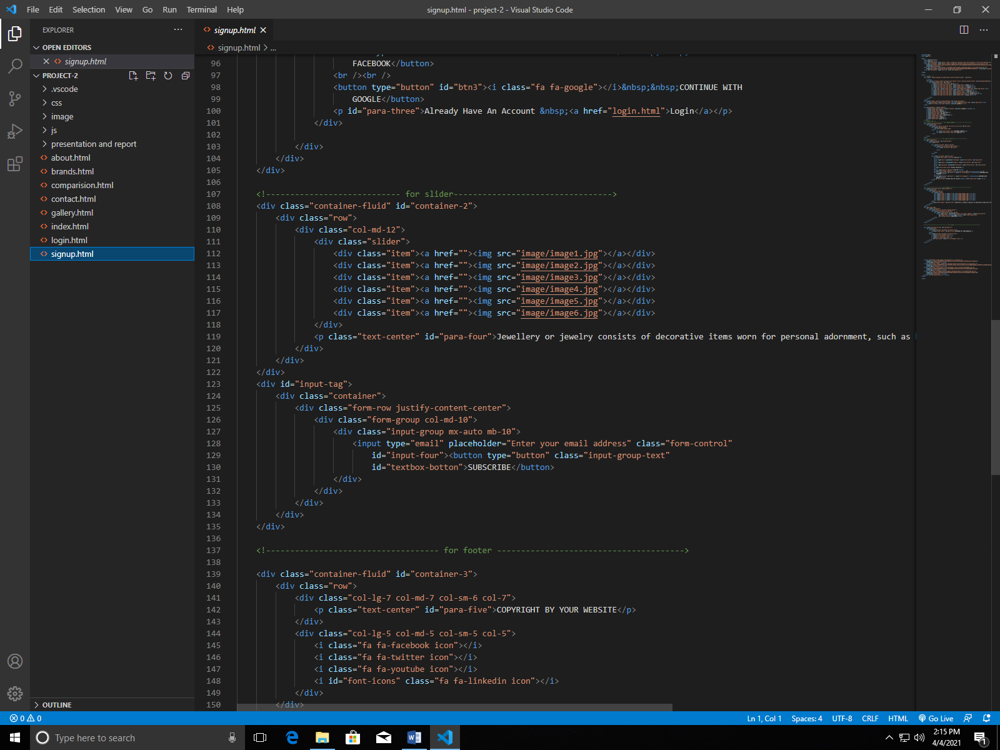 File Edit Selection View Go Run Terminal Help signup.html - project-2 - Visual Studio Code
EXPLORER
signup.html
OPEN EDITORS
signup.html > ...
signup.html
PROJECT-2
.vscode
css
image
js
presentation and report
about.html
brands.html
comparision.html
contact.html
gallery.html
index.html
login.html
signup.html
OUTLINE
96 FACEBOOK</button>
97 <br /><br />
98 <button type="button" id="btn3"><i class="fa fa-google"></i>&nbsp;&nbsp;CONTINUE WITH
99 GOOGLE</button>
100 <p id="para-three">Already Have An Account &nbsp;<a href="login.html">Login</a></p>
101 </div>
102
103 </div>
104 </div>
105 </div>
106
107 <!---------------------------- for slider--------------------------------->
108 <div class="container-fluid" id="container-2">
109 <div class="row">
110 <div class="col-md-12">
111 <div class="slider">
112 <div class="item"><a href=""><img src="image/image1.jpg"></a></div>
113 <div class="item"><a href=""><img src="image/image2.jpg"></a></div>
114 <div class="item"><a href=""><img src="image/image3.jpg"></a></div>
115 <div class="item"><a href=""><img src="image/image4.jpg"></a></div>
116 <div class="item"><a href=""><img src="image/image5.jpg"></a></div>
117 <div class="item"><a href=""><img src="image/image6.jpg"></a></div>
118 </div>
119 <p class="text-center" id="para-four">Jewellery or jewelry consists of decorative items worn for personal adornment, such as
120 </div>
121 </div>
122 </div>
123 <div id="input-tag">
124 <div class="container">
125 <div class="form-row justify-content-center">
126 <div class="form-group col-md-10">
127 <div class="input-group mx-auto mb-10">
128 <input type="email" placeholder="Enter your email address" class="form-control"
129 id="input-four"><button type="button" class="input-group-text"
130 id="textbox-botton">SUBSCRIBE</button>
131 </div>
132 </div>
133 </div>
134 </div>
135 </div>
136
137 <!------------------------------------ for footer --------------------------------------->
138
139 <div class="container-fluid" id="container-3">
140 <div class="row">
141 <div class="col-lg-7 col-md-7 col-sm-6 col-7">
142 <p class="text-center" id="para-five">COPYRIGHT BY YOUR WEBSITE</p>
143 </div>
144 <div class="col-lg-5 col-md-5 col-sm-5 col-5">
145 <i class="fa fa-facebook icon"></i>
146 <i class="fa fa-twitter icon"></i>
147 <i class="fa fa-youtube icon"></i>
148 <i id="font-icons" class="fa fa-linkedin icon"></i>
149 </div>
150 </div>
0 0 Ln 1, Col 1 Spaces: 4 UTF-8 CRLF HTML Go Live
Type here to search
2:15 PM
4/4/2021
1